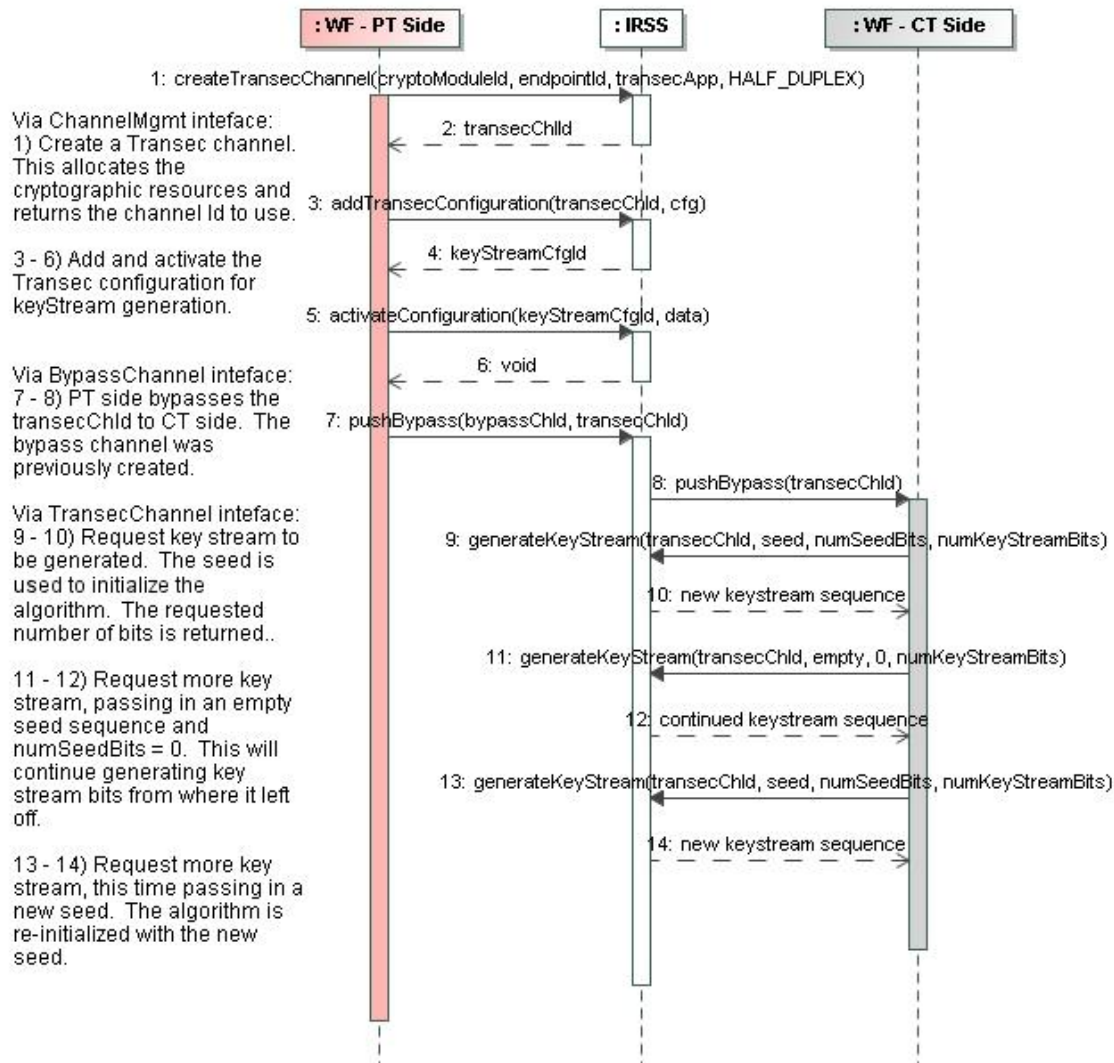 : WF - PT Side
: IRSS
: WF - CT Side
1: createTransecChannel(cryptoModuleId, endpointId, transecApp, HALF_DUPLEX)
Via ChannelMgmt inteface:
1) Create a Transec channel.
This allocates the
cryptographic resources and
returns the channel Id to use.
2: transecChlId
3: addTransecConfiguration(transecChId, cfg)
3 - 6) Add and activate the
Transec configuration for
keyStream generation.
4: keyStreamCfgId
5: activateConfiguration(keyStreamCfgId, data)
6: void
Via BypassChannel inteface:
7 - 8) PT side bypasses the
transecChId to CT side.  The
bypass channel was
previously created.
7: pushBypass(bypassChId, transecChId)
8: pushBypass(transecChId)
Via TransecChannel inteface:
9 - 10) Request key stream to
be generated.  The seed is
used to initialize the
algorithm.  The requested
number of bits is returned..
9: generateKeyStream(transecChId, seed, numSeedBits, numKeyStreamBits)
10: new keystream sequence
11: generateKeyStream(transecChId, empty, 0, numKeyStreamBits)
11 - 12) Request more key
stream, passing in an empty
seed sequence and
numSeedBits = 0.  This will
continue generating key
stream bits from where it left
off.
12: continued keystream sequence
13: generateKeyStream(transecChId, seed, numSeedBits, numKeyStreamBits)
14: new keystream sequence
13 - 14) Request more key
stream, this time passing in a
new seed.  The algorithm is
re-initialized with the new
seed.